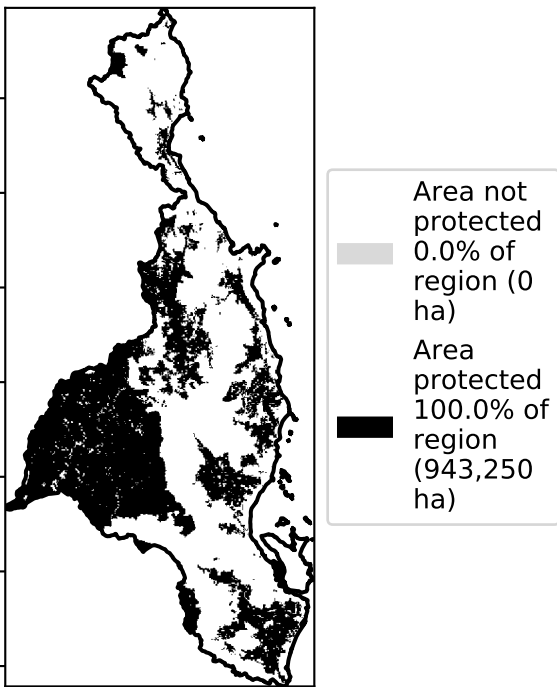 Area not
protected
0.0% of
region (0
ha)
Area
protected
100.0% of
region
(943,250
ha)